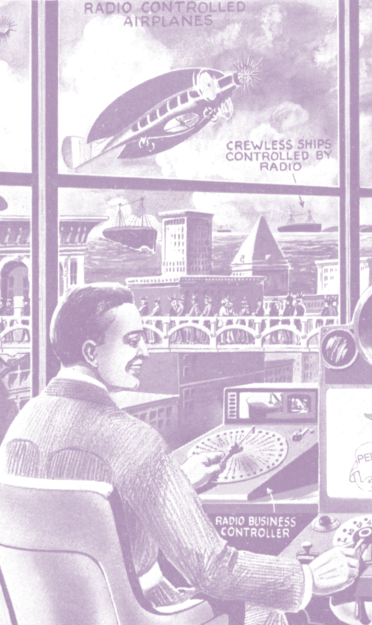 RADIO CONTROLLED
AIRPLANES
CREWLESS SHIPS
CONTROLLED BY
RADIO
RADIO BUSINESS
CONTROLLER